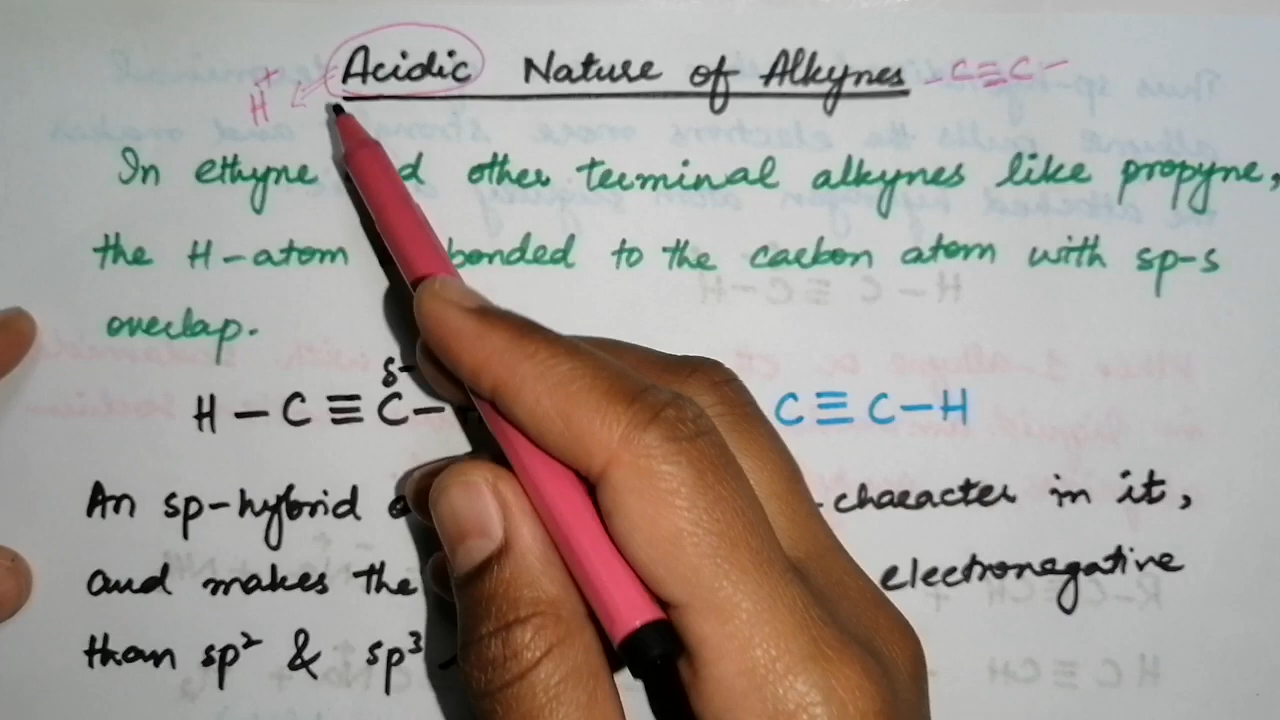 Acidic Nature of Alkynes -C≡C-
H+
In ethyne other terminal alkynes like propyne,
the H-atom bonded to the carbon atom with sp-s
overlap.
δ-
H-C≡C- C≡C-H
An sp-hybrid character in it,
and makes the electronegative
than sp² & sp³